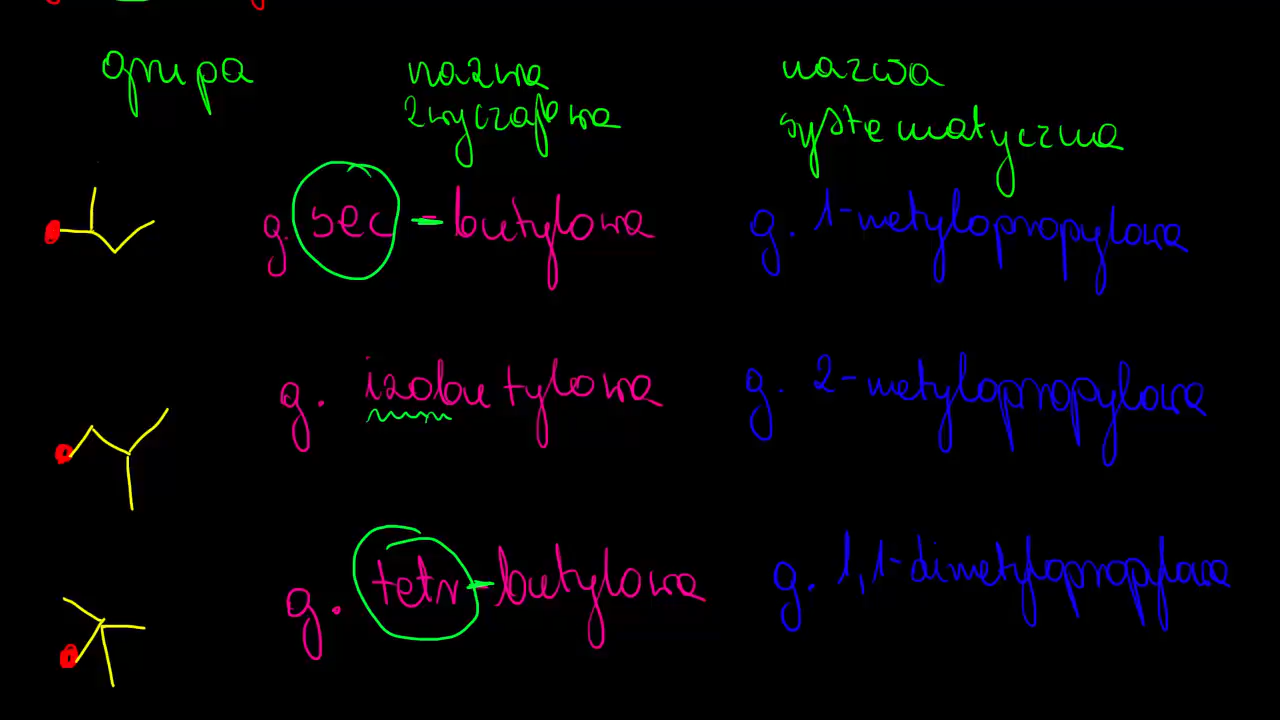 grupa
nazwa zwyczajowa
nazwa systematyczna
g. sec-butylowa
g. 1-metylopropylowa
g. izobutylowa
g. 2-metylopropylowa
g. tetr-butylowa
g. 1,1-dimetylopropylowa